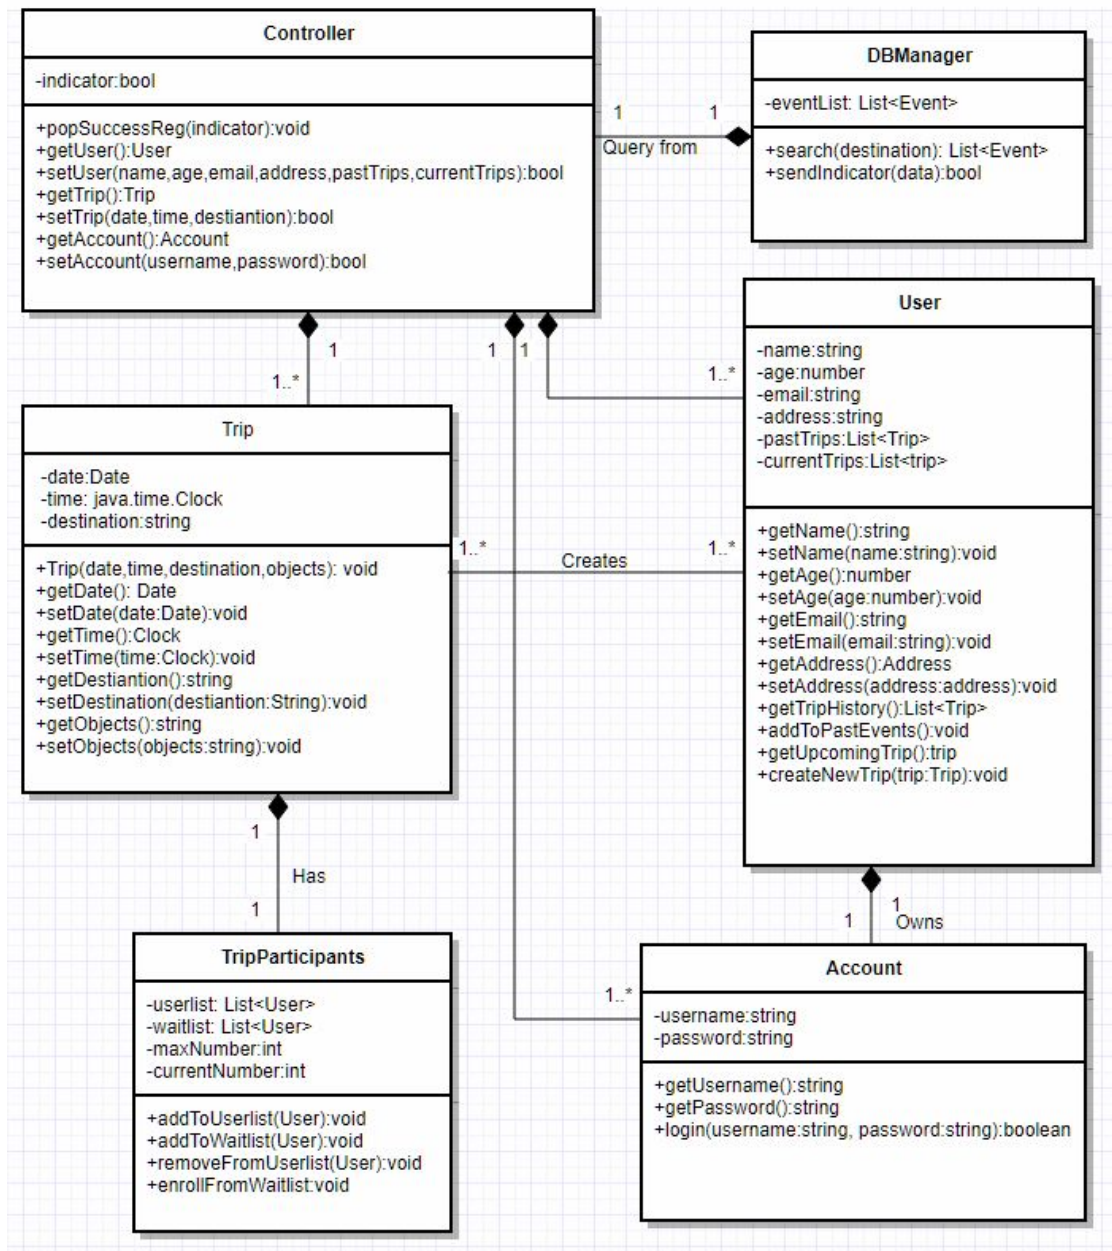 Controller
-indicator:bool
+popSuccessReg(indicator):void
+getUser():User
+setUser(name,age,email,address,pastTrips,currentTrips):bool
+getTrip():Trip
+setTrip(date,time,destiantion):bool
+getAccount():Account
+setAccount(username,password):bool
1
1
Query from
DBManager
-eventList: List<Event>
+search(destination): List<Event>
+sendIndicator(data):bool
1
1..*
1
1
1..*
User
-name:string
-age:number
-email:string
-address:string
-pastTrips:List<Trip>
-currentTrips:List<trip>
+getName():string
+setName(name:string):void
+getAge():number
+setAge(age:number):void
+getEmail():string
+setEmail(email:string):void
+getAddress():Address
+setAddress(address:address):void
+getTripHistory():List<Trip>
+addToPastEvents():void
+getUpcomingTrip():trip
+createNewTrip(trip:Trip):void
Trip
-date:Date
-time: java.time.Clock
-destination:string
+Trip(date,time,destination,objects): void
+getDate(): Date
+setDate(date:Date):void
+getTime():Clock
+setTime(time:Clock):void
+getDestiantion():string
+setDestination(destiantion:String):void
+getObjects():string
+setObjects(objects:string):void
1..*
Creates
1..*
1
Has
1
TripParticipants
-userlist: List<User>
-waitlist: List<User>
-maxNumber:int
-currentNumber:int
+addToUserlist(User):void
+addToWaitlist(User):void
+removeFromUserlist(User):void
+enrollFromWaitlist:void
1
1
Owns
1..*
Account
-username:string
-password:string
+getUsername():string
+getPassword():string
+login(username:string, password:string):boolean